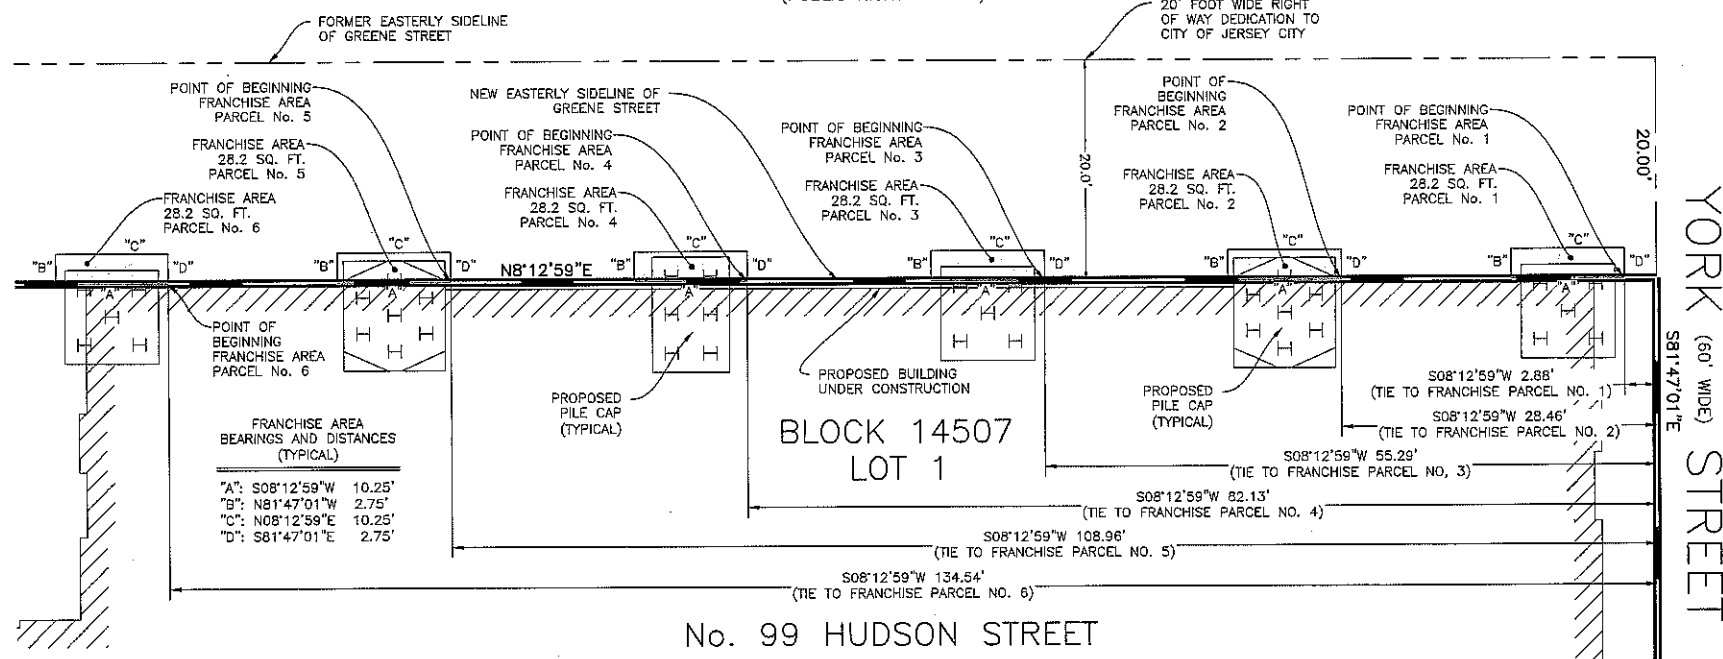 FORMER EASTERLY SIDELINE
OF GREENE STREET
20' FOOT WIDE RIGHT
OF WAY DEDICATION TO
CITY OF JERSEY CITY
POINT OF BEGINNING
FRANCHISE AREA
PARCEL No. 5
FRANCHISE AREA
28.2 SQ. FT.
PARCEL No. 5
FRANCHISE AREA
28.2 SQ. FT.
PARCEL No. 6
NEW EASTERLY SIDELINE OF
GREENE STREET
POINT OF BEGINNING
FRANCHISE AREA
PARCEL No. 4
FRANCHISE AREA
28.2 SQ. FT.
PARCEL No. 4
POINT OF BEGINNING
FRANCHISE AREA
PARCEL No. 3
FRANCHISE AREA
28.2 SQ. FT.
PARCEL No. 3
20.0'
POINT OF
BEGINNING
FRANCHISE AREA
PARCEL No. 2
FRANCHISE AREA
28.2 SQ. FT.
PARCEL No. 2
POINT OF BEGINNING
FRANCHISE AREA
PARCEL No. 1
FRANCHISE AREA
28.2 SQ. FT.
PARCEL No. 1
20.00'
"B" "C" "D"
"B" "C" "D"
N8°12'59"E
"B" "C" "D"
"B" "C" "D"
"B" "C" "D"
"B" "C" "D"
"A" "A" "A" "A" "A" "A"
POINT OF
BEGINNING
FRANCHISE AREA
PARCEL No. 6
PROPOSED
PILE CAP
(TYPICAL)
PROPOSED BUILDING
UNDER CONSTRUCTION
PROPOSED
PILE CAP
(TYPICAL)
BLOCK 14507
LOT 1
FRANCHISE AREA
BEARINGS AND DISTANCES
(TYPICAL)
"A": S08°12'59"W 10.25'
"B": N81°47'01"W 2.75'
"C": N08°12'59"E 10.25'
"D": S81°47'01"E 2.75'
S08°12'59"W 2.88'
(TIE TO FRANCHISE PARCEL NO. 1)
S08°12'59"W 28.46'
(TIE TO FRANCHISE PARCEL NO. 2)
S08°12'59"W 55.29'
(TIE TO FRANCHISE PARCEL NO, 3)
S08°12'59"W 82.13'
(TIE TO FRANCHISE PARCEL NO. 4)
S08°12'59"W 108.96'
(TIE TO FRANCHISE PARCEL NO. 5)
S08°12'59"W 134.54'
(TIE TO FRANCHISE PARCEL NO. 6)
No. 99 HUDSON STREET
S81°47'01"E
YORK (60' WIDE) STREET